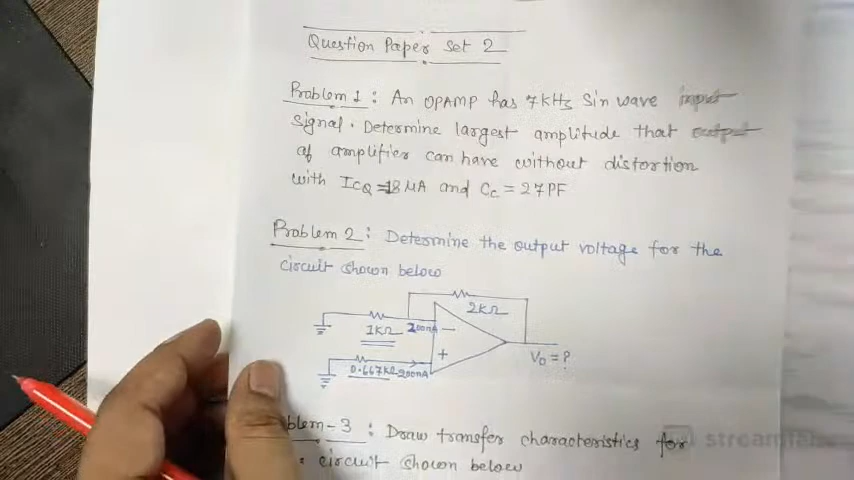 Question Paper Set 2
Problem 1 : An OPAMP has 7KHz Sin wave input
Signal. Determine largest amplitude that output
of amplifier can have without distortion
with ICQ = 18 μA and Cc = 27PF
Problem 2 : Determine the output voltage for the
circuit shown below
2KΩ
1KΩ 200nA −
+
0.667KΩ 200nA
Vo = ?
blem-3 : Draw transfer characteristics for
circuit shown below
streamlabs